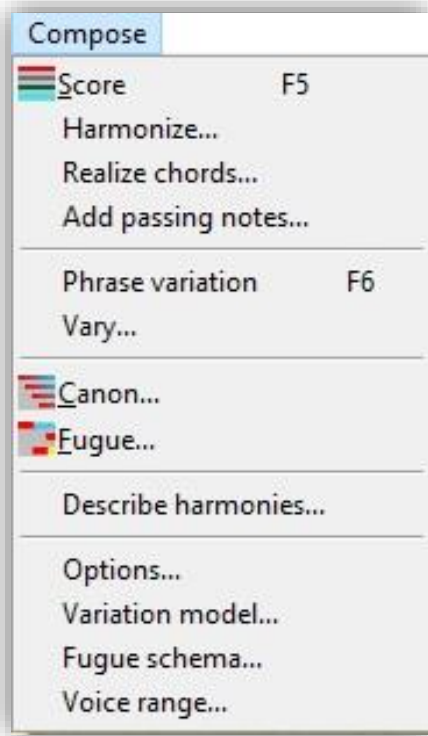 Compose
Score F5
Harmonize...
Realize chords...
Add passing notes...
Phrase variation F6
Vary...
Canon...
Fugue...
Describe harmonies...
Options...
Variation model...
Fugue schema...
Voice range...